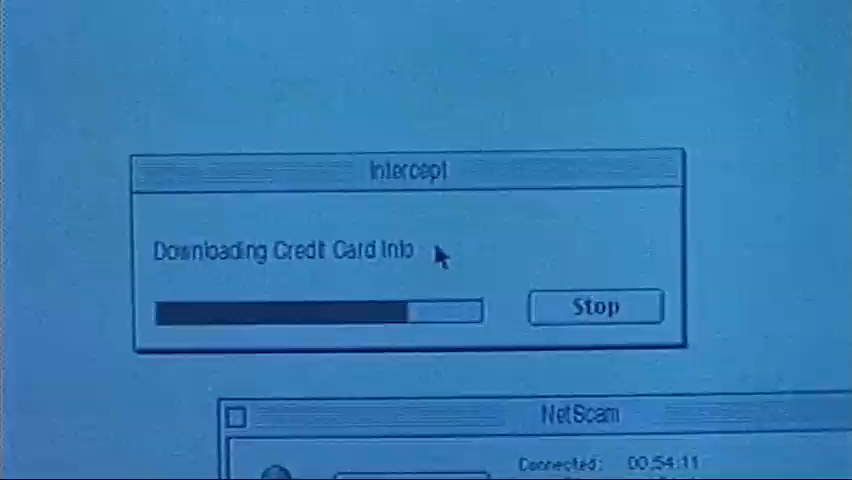 Intercept
Downloading Credit Card Info
Stop
NetScam
Connected: 00:54:11